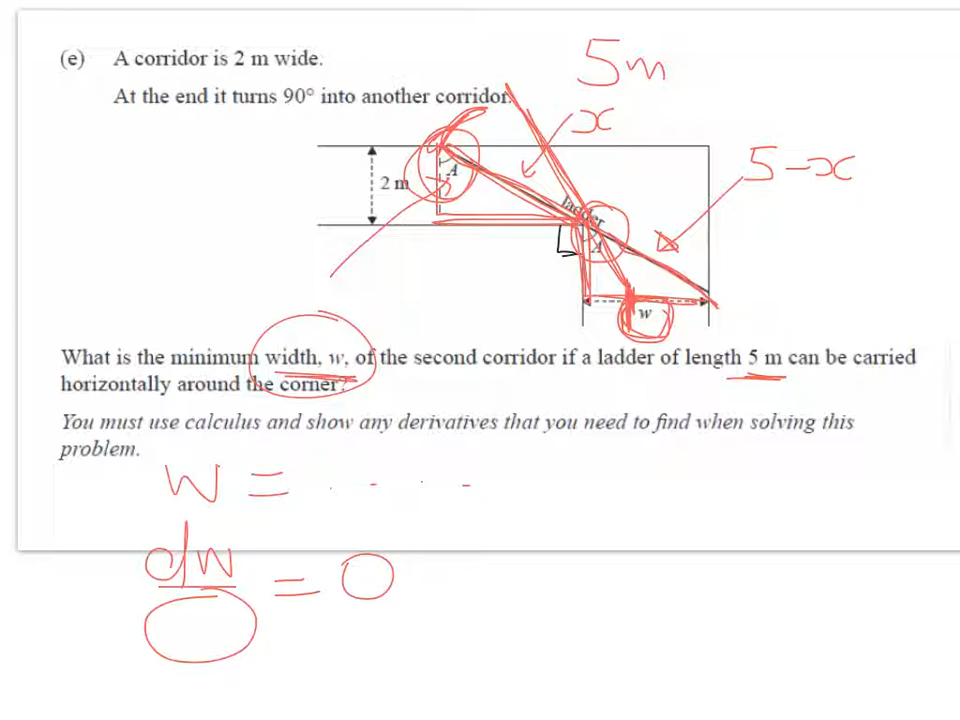 (e) A corridor is 2 m wide.
At the end it turns 90° into another corridor.
5m
x
5-x
2 m
A
ladder
A
w
What is the minimum width, w, of the second corridor if a ladder of length 5 m can be carried
horizontally around the corner?
You must use calculus and show any derivatives that you need to find when solving this
problem.
W = . . . .
dw
= 0